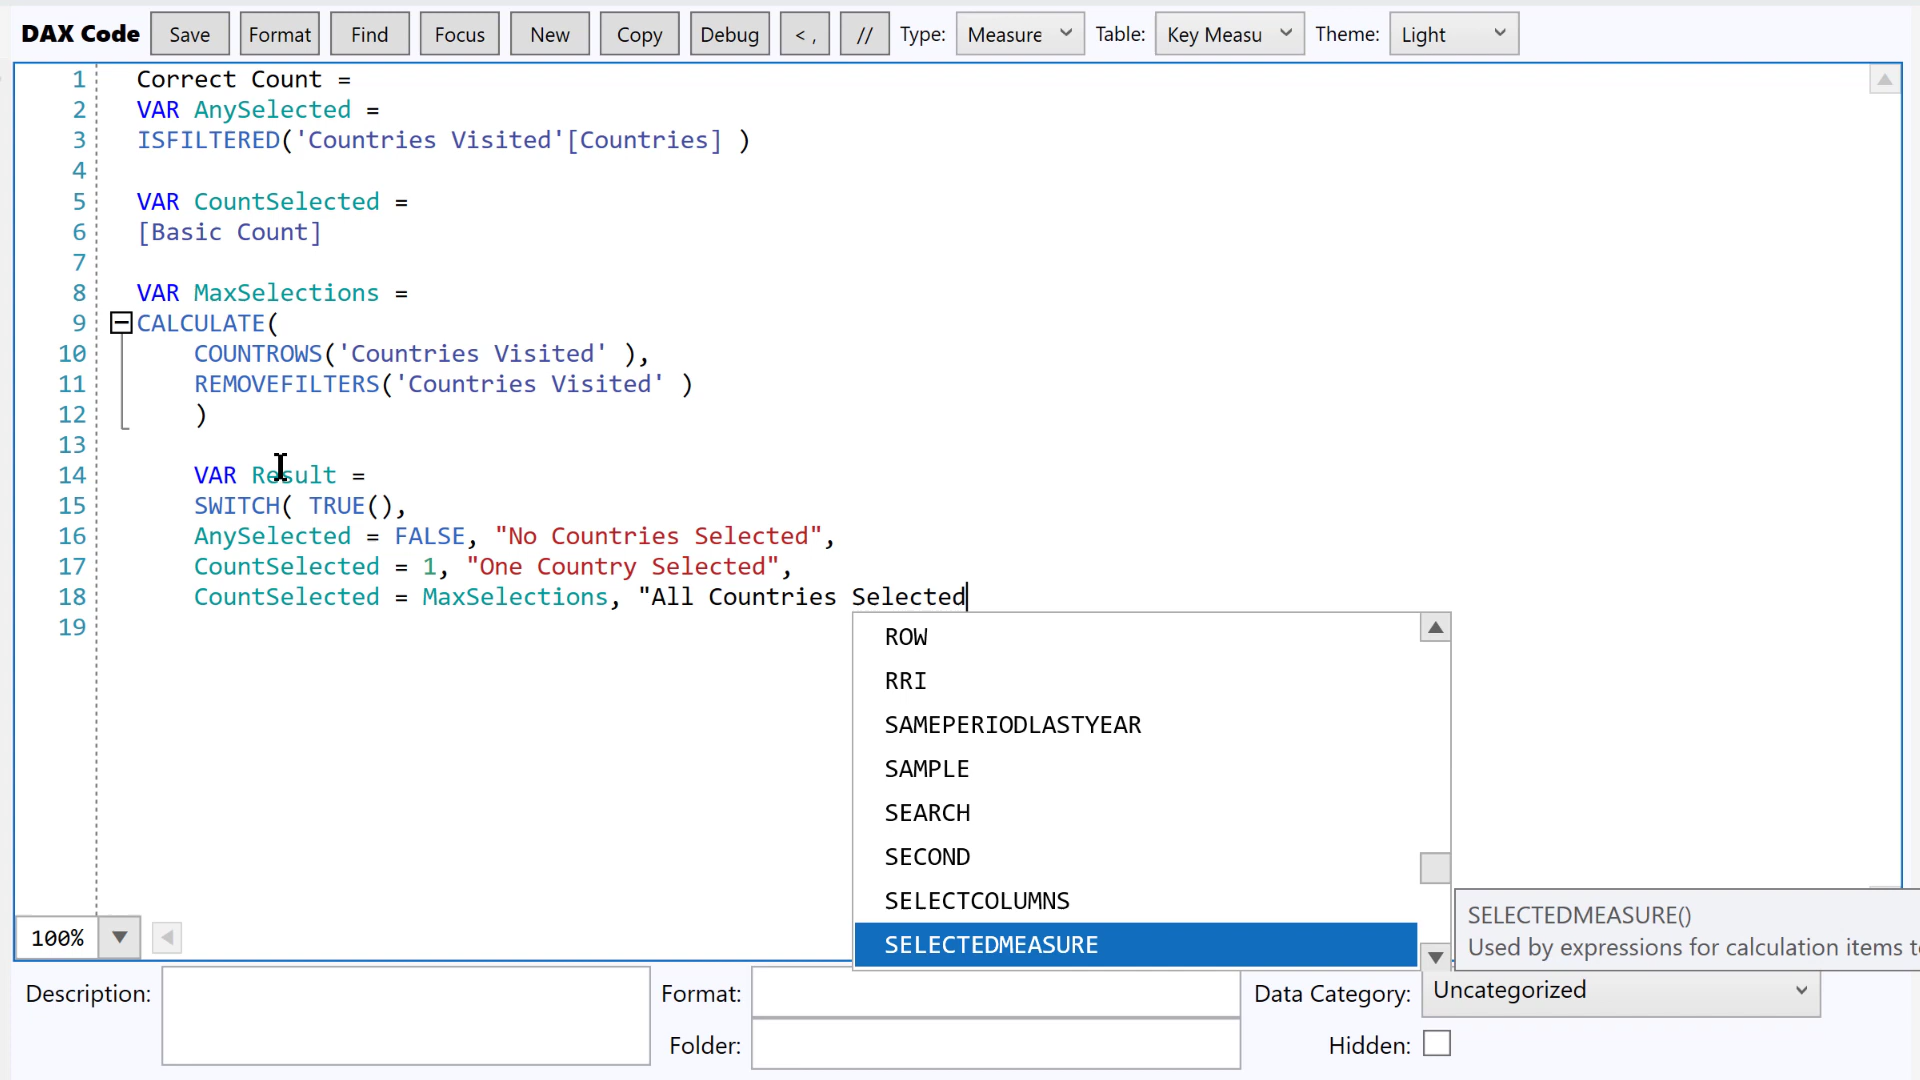 DAX Code Save Format Find Focus New Copy Debug < , // Type: Measure Table: Key Measu Theme: Light
1 Correct Count =
2 VAR AnySelected =
3 ISFILTERED('Countries Visited'[Countries] )
4
5 VAR CountSelected =
6 [Basic Count]
7
8 VAR MaxSelections =
9 CALCULATE(
10 COUNTROWS('Countries Visited' ),
11 REMOVEFILTERS('Countries Visited' )
12 )
13
14 VAR Result =
15 SWITCH( TRUE(),
16 AnySelected = FALSE, "No Countries Selected",
17 CountSelected = 1, "One Country Selected",
18 CountSelected = MaxSelections, "All Countries Selected
19
ROW
RRI
SAMEPERIODLASTYEAR
SAMPLE
SEARCH
SECOND
SELECTCOLUMNS
SELECTEDMEASURE
SELECTEDMEASURE()
Used by expressions for calculation items t
100%
Description: Format: Data Category: Uncategorized
Folder: Hidden: